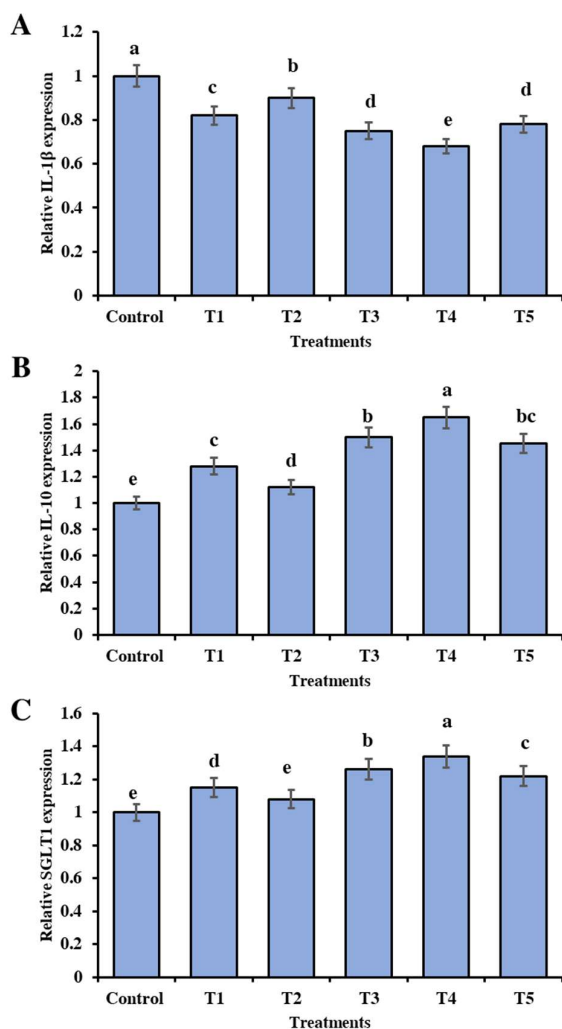 A
Relative IL-1β expression
1.2
1
0.8
0.6
0.4
0.2
0
a
c
b
d
e
d
Control T1 T2 T3 T4 T5
Treatments
B
Relative IL-10 expression
2
1.8
1.6
1.4
1.2
1
0.8
0.6
0.4
0.2
0
e
c
d
b
a
bc
Control T1 T2 T3 T4 T5
Treatments
C
Relative SGLT1 expression
1.6
1.4
1.2
1
0.8
0.6
0.4
0.2
0
e
d
e
b
a
c
Control T1 T2 T3 T4 T5
Treatments